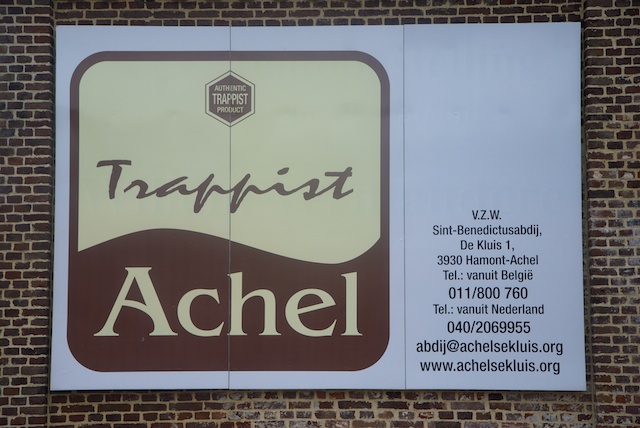 AUTHENTIC
TRAPPIST
PRODUCT
Trappist
Achel
V.Z.W.
Sint-Benedictusabdij,
De Kluis 1,
3930 Hamont-Achel
Tel.: vanuit België
011/800 760
Tel.: vanuit Nederland
040/2069955
abdij@achelsekluis.org
www.achelsekluis.org